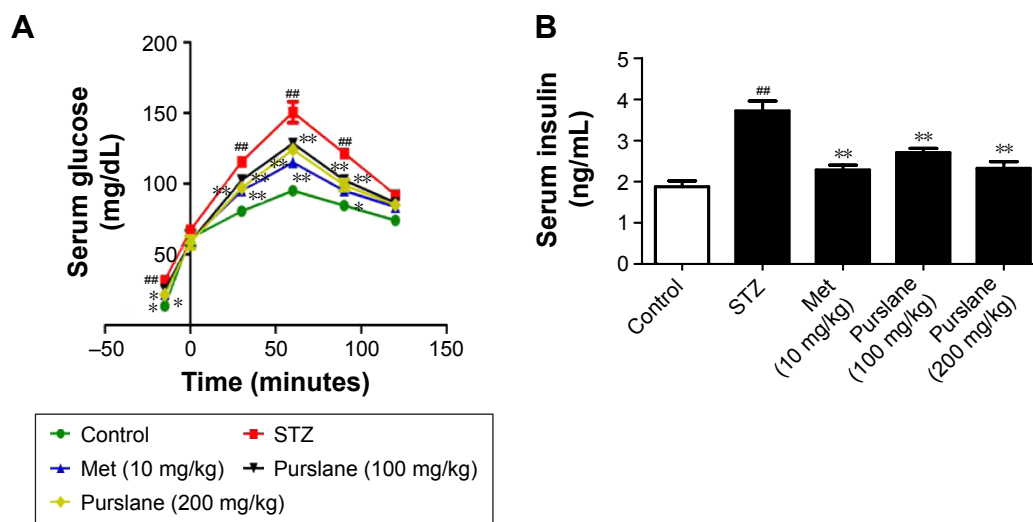 A
Serum glucose
(mg/dL)
200
150
100
50
##
##
##
**
**
**
**
**
**
**
**
*
##
*
*
*
–50
0
50
100
150
Time (minutes)
Control
STZ
Met (10 mg/kg)
Purslane (100 mg/kg)
Purslane (200 mg/kg)
B
Serum insulin
(ng/mL)
5
4
3
2
1
0
##
**
**
**
Control
STZ
Met
(10 mg/kg)
Purslane
(100 mg/kg)
Purslane
(200 mg/kg)